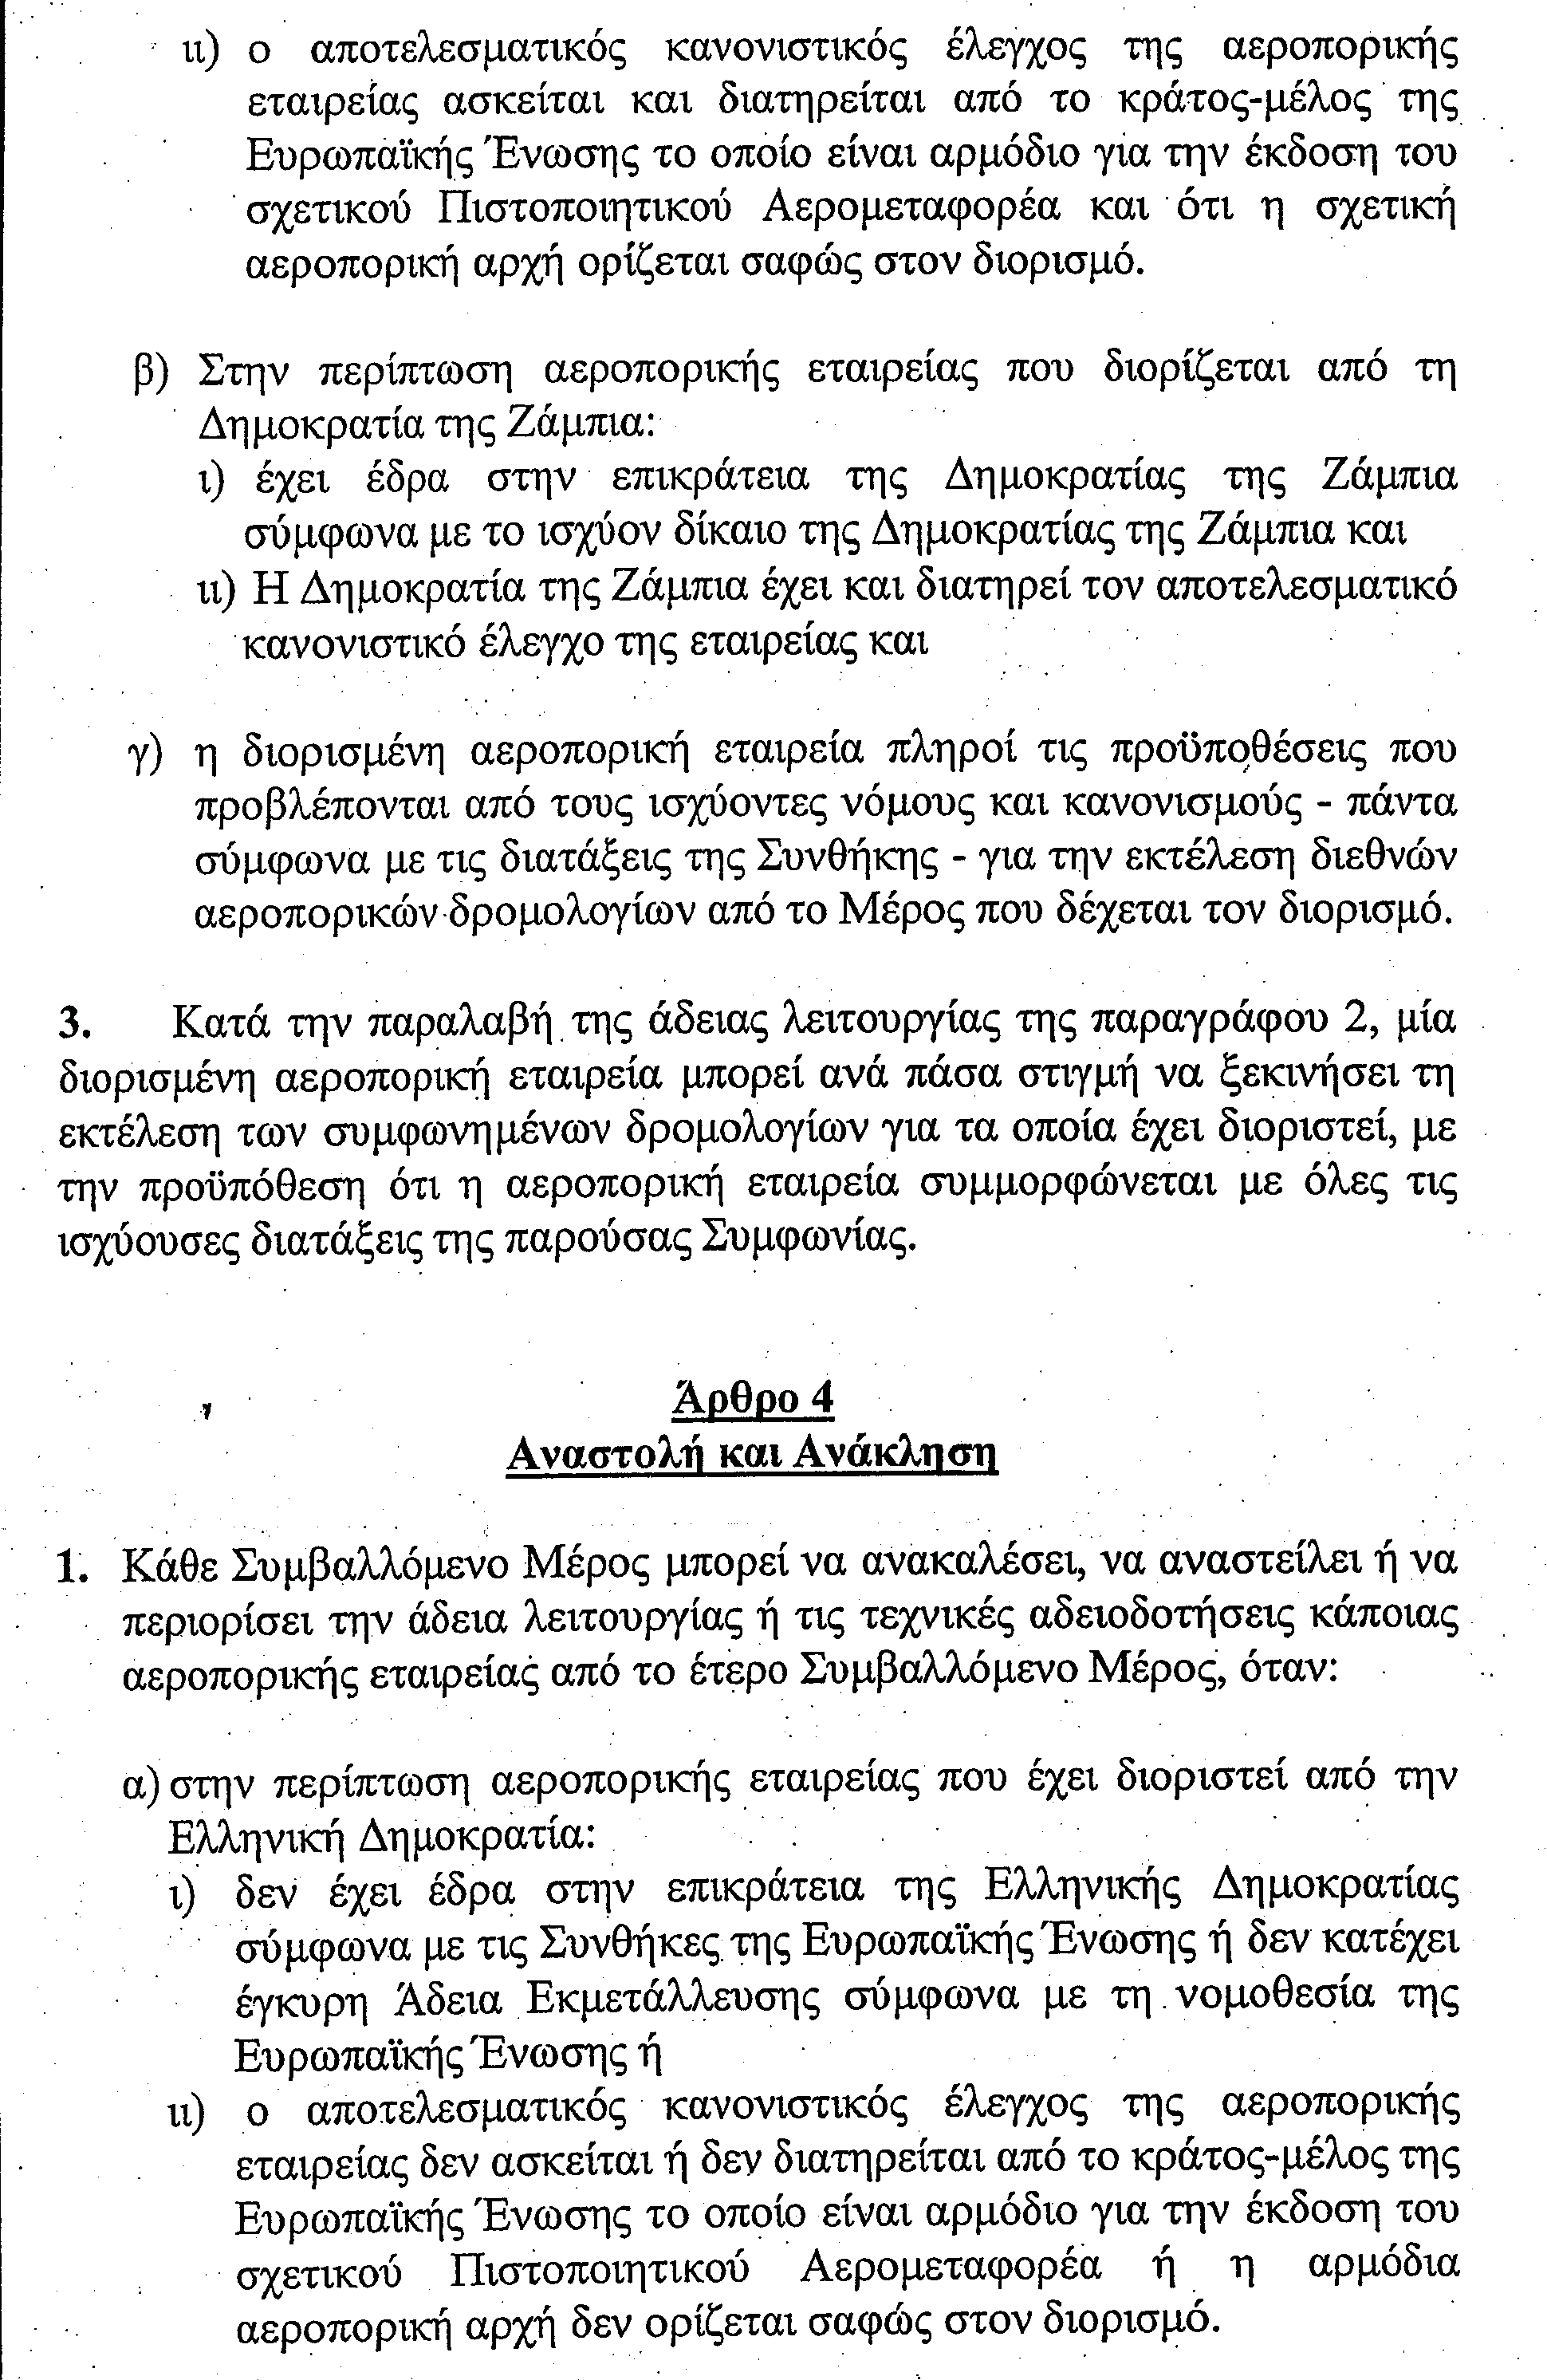 ιι) ο αποτελεσματικός κανονιστικός έλεγχος της αεροπορικής
εταιρείας ασκείται και διατηρείται από το κράτος-μέλος της
Ευρωπαϊκής Ένωσης το οποίο είναι αρμόδιο για την έκδοση του
σχετικού Πιστοποιητικού Αερομεταφορέα και ότι η σχετική
αεροπορική αρχή ορίζεται σαφώς στον διορισμό.
β) Στην περίπτωση αεροπορικής εταιρείας που διορίζεται από τη
Δημοκρατία της Ζάμπια:
ι) έχει έδρα στην επικράτεια της Δημοκρατίας της Ζάμπια
σύμφωνα με το ισχύον δίκαιο της Δημοκρατίας της Ζάμπια και
ιι) Η Δημοκρατία της Ζάμπια έχει και διατηρεί τον αποτελεσματικό
κανονιστικό έλεγχο της εταιρείας και
γ) η διορισμένη αεροπορική εταιρεία πληροί τις προϋποθέσεις που
προβλέπονται από τους ισχύοντες νόμους και κανονισμούς - πάντα
σύμφωνα με τις διατάξεις της Συνθήκης - για την εκτέλεση διεθνών
αεροπορικών δρομολογίων από το Μέρος που δέχεται τον διορισμό.
3. Κατά την παραλαβή της άδειας λειτουργίας της παραγράφου 2, μία
διορισμένη αεροπορική εταιρεία μπορεί ανά πάσα στιγμή να ξεκινήσει τη
εκτέλεση των συμφωνημένων δρομολογίων για τα οποία έχει διοριστεί, με
την προϋπόθεση ότι η αεροπορική εταιρεία συμμορφώνεται με όλες τις
ισχύουσες διατάξεις της παρούσας Συμφωνίας.
Άρθρο 4
Αναστολή και Ανάκληση
1. Κάθε Συμβαλλόμενο Μέρος μπορεί να ανακαλέσει, να αναστείλει ή να
περιορίσει την άδεια λειτουργίας ή τις τεχνικές αδειοδοτήσεις κάποιας
αεροπορικής εταιρείας από το έτερο Συμβαλλόμενο Μέρος, όταν:
α) στην περίπτωση αεροπορικής εταιρείας που έχει διοριστεί από την
Ελληνική Δημοκρατία:
ι) δεν έχει έδρα στην επικράτεια της Ελληνικής Δημοκρατίας
σύμφωνα με τις Συνθήκες της Ευρωπαϊκής Ένωσης ή δεν κατέχει
έγκυρη Άδεια Εκμετάλλευσης σύμφωνα με τη νομοθεσία της
Ευρωπαϊκής Ένωσης ή
ιι) ο αποτελεσματικός κανονιστικός έλεγχος της αεροπορικής
εταιρείας δεν ασκείται ή δεν διατηρείται από το κράτος-μέλος της
Ευρωπαϊκής Ένωσης το οποίο είναι αρμόδιο για την έκδοση του
σχετικού Πιστοποιητικού Αερομεταφορέα ή η αρμόδια
αεροπορική αρχή δεν ορίζεται σαφώς στον διορισμό.